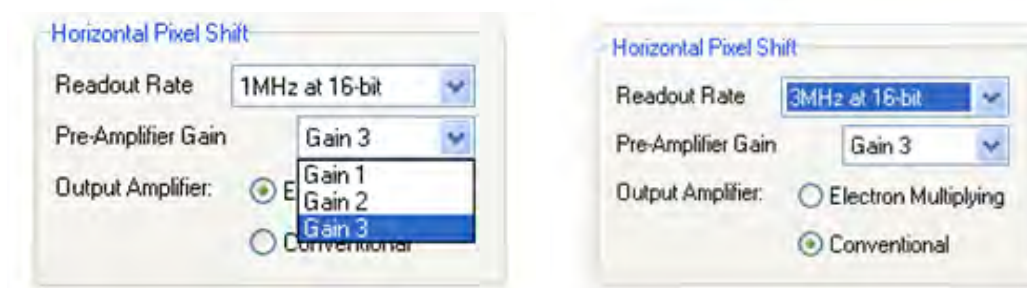 Horizontal Pixel Shift
Readout Rate 1MHz at 16-bit
Pre-Amplifier Gain Gain 3
Gain 1
Output Amplifier: E Gain 2
Gain 3
Conventional
Horizontal Pixel Shift
Readout Rate 3MHz at 16-bit
Pre-Amplifier Gain Gain 3
Output Amplifier: Electron Multiplying
Conventional